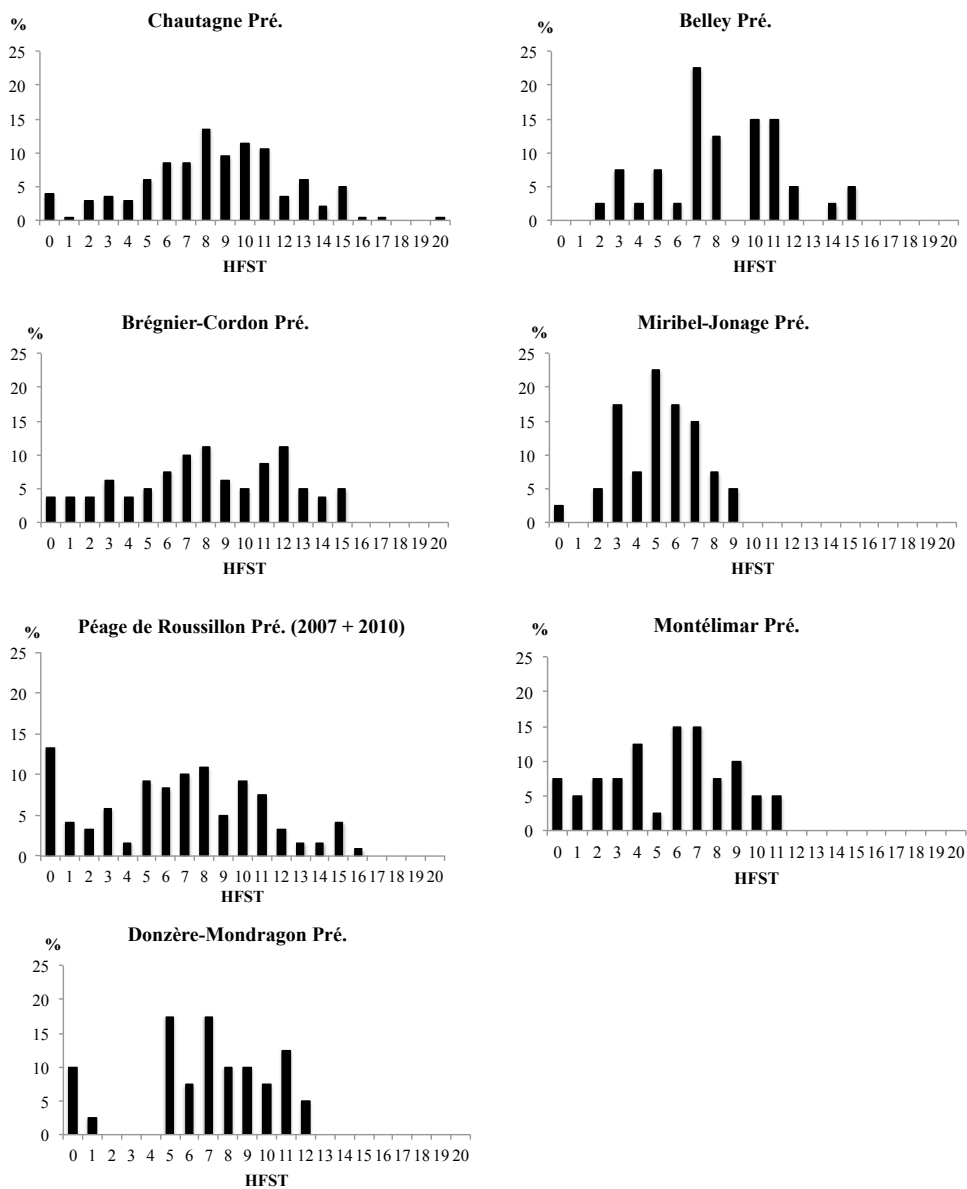 Chautagne Pré.
%
25
20
15
10
5
0
0 1 2 3 4 5 6 7 8 9 10 11 12 13 14 15 16 17 18 19 20
HFST
Belley Pré.
%
25
20
15
10
5
0
0 1 2 3 4 5 6 7 8 9 10 11 12 13 14 15 16 17 18 19 20
HFST
Brégnier-Cordon Pré.
%
25
20
15
10
5
0
0 1 2 3 4 5 6 7 8 9 10 11 12 13 14 15 16 17 18 19 20
HFST
Miribel-Jonage Pré.
%
25
20
15
10
5
0
0 1 2 3 4 5 6 7 8 9 10 11 12 13 14 15 16 17 18 19 20
HFST
Péage de Roussillon Pré. (2007 + 2010)
%
25
20
15
10
5
0
0 1 2 3 4 5 6 7 8 9 10 11 12 13 14 15 16 17 18 19 20
HFST
Montélimar Pré.
%
25
20
15
10
5
0
0 1 2 3 4 5 6 7 8 9 10 11 12 13 14 15 16 17 18 19 20
HFST
Donzère-Mondragon Pré.
%
25
20
15
10
5
0
0 1 2 3 4 5 6 7 8 9 10 11 12 13 14 15 16 17 18 19 20
HFST